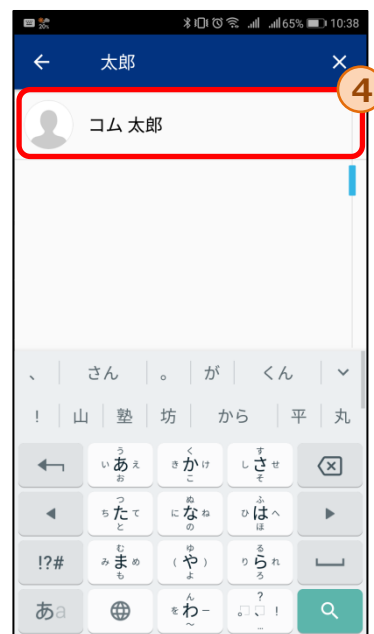 20% 65% 10:38
太郎
4
コム 太郎
、 さん 。 が くん
! 山 塾 坊 から 平 丸
う く す
い あ え き か け し さ せ
お こ そ
つ ぬ ふ
ち た て に な ね ひ は へ
と の ほ
む ゆ る
!?# み ま め ( や ) り ら れ
も よ ろ
ん ?
あa を わ ー 、 。 !
〜 …